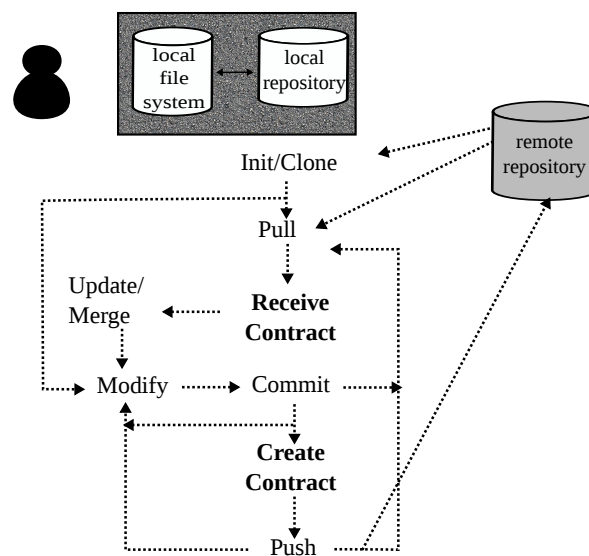 local
file
system
local
repository
remote
repository
Init/Clone
Pull
Receive
Contract
Update/
Merge
Modify
Commit
Create
Contract
Push